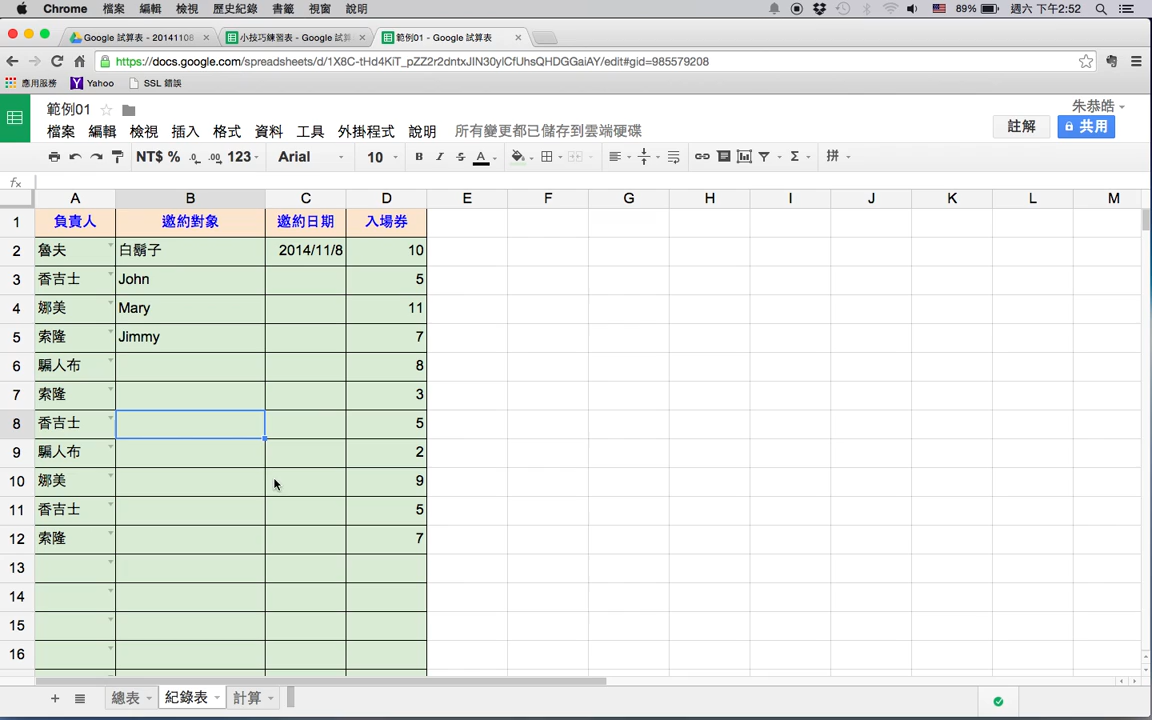 Chrome 檔案 編輯 檢視 歷史紀錄 書籤 視窗 說明 89% 週六 下午2:52
Google 試算表 - 20141108 小技巧練習表 - Google 試算 範例01 - Google 試算表
https://docs.google.com/spreadsheets/d/1X8C-tHd4KiT_pZZ2r2dntxJIN30ylCfUhsQHDGGaiAY/edit#gid=985579208
應用服務 Yahoo SSL 錯誤
範例01 朱恭皓
檔案 編輯 檢視 插入 格式 資料 工具 外掛程式 說明 所有變更都已儲存到雲端硬碟 註解 共用
NT$ % .0 .00 123 Arial 10 B I S A Σ 拼
fx
A B C D E F G H I J K L M
1 負責人 邀約對象 邀約日期 入場券
2 魯夫 白鬍子 2014/11/8 10
3 香吉士 John 5
4 娜美 Mary 11
5 索隆 Jimmy 7
6 騙人布 8
7 索隆 3
8 香吉士 5
9 騙人布 2
10 娜美 9
11 香吉士 5
12 索隆 7
13
14
15
16
+ 總表 紀錄表 計算